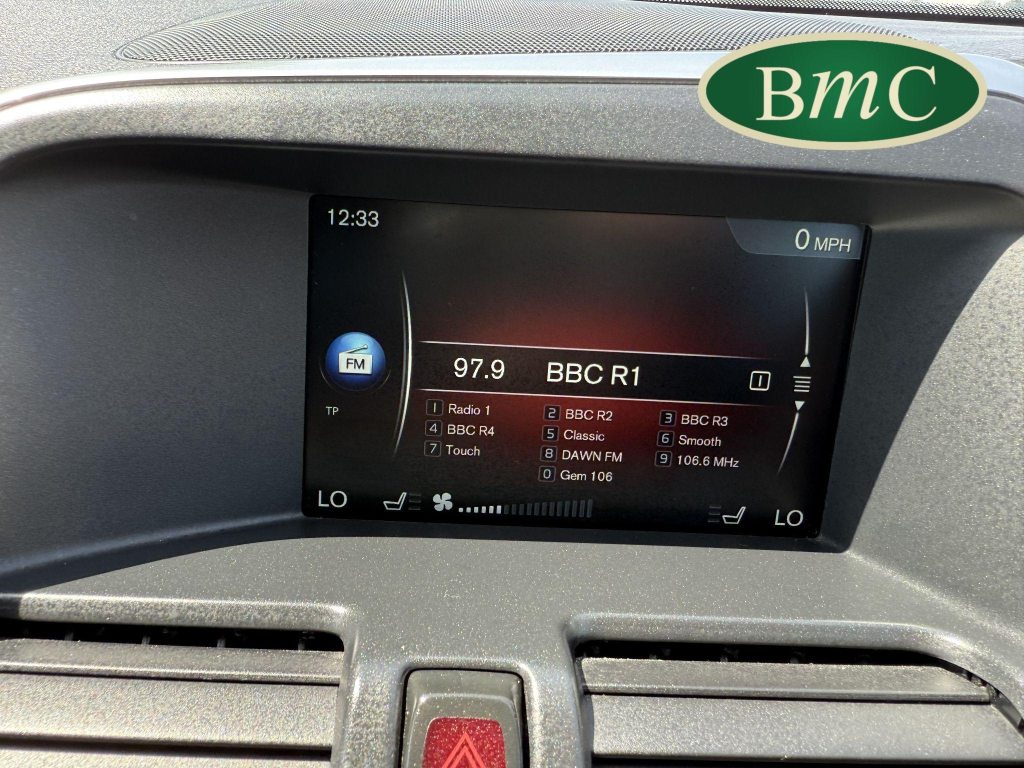 BmC
12:33
0 MPH
FM
97.9 BBC R1 1
TP
1 Radio 1 2 BBC R2 3 BBC R3
4 BBC R4 5 Classic 6 Smooth
7 Touch 8 DAWN FM 9 106.6 MHz
0 Gem 106
LO LO